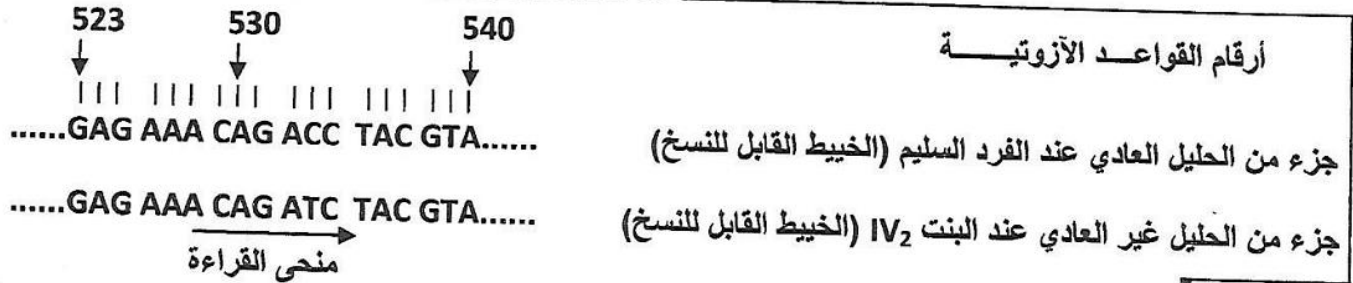 523 530 540
أرقام القواعـــد الآزوتيـــــــة
......GAG AAA CAG ACC TAC GTA......
جزء من الحليل العادي عند الفرد السليم (الخييط القابل للنسخ)
......GAG AAA CAG ATC TAC GTA......
جزء من الحليل غير العادي عند البنت IV₂ (الخييط القابل للنسخ)
منحى القراءة